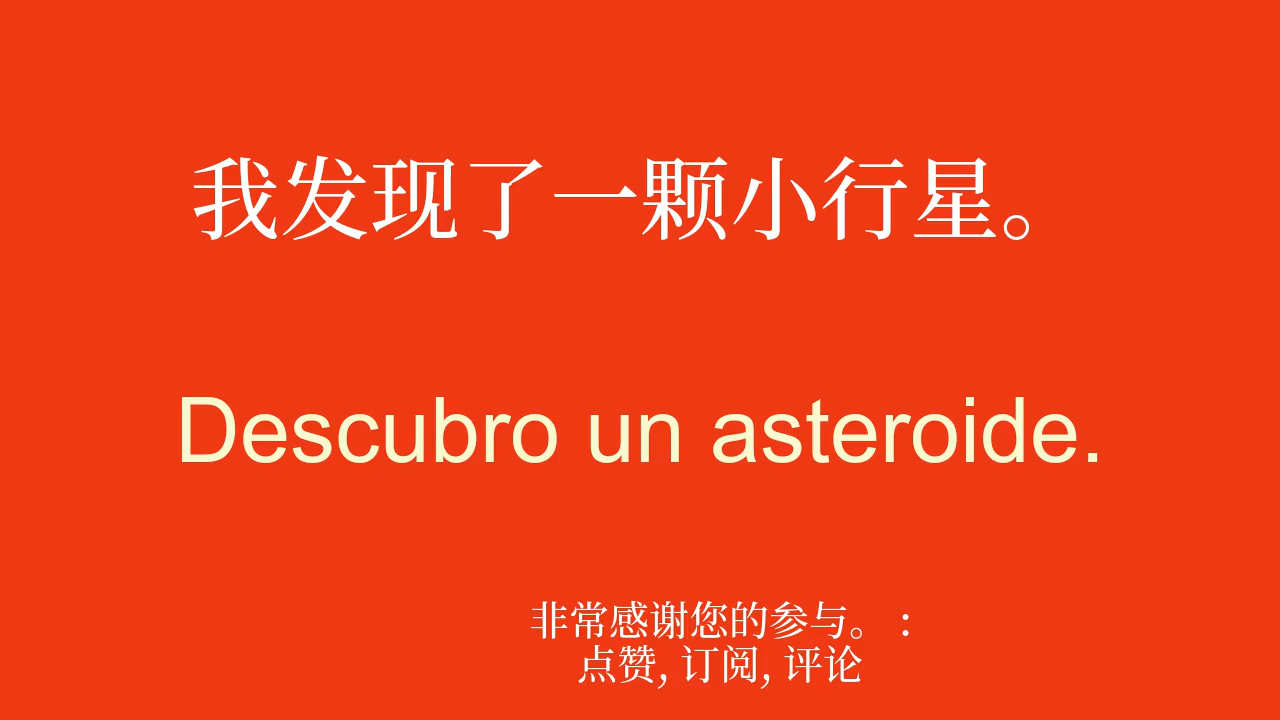 我发现了一颗小行星。
Descubro un asteroide.
非常感谢您的参与。 :
点赞, 订阅, 评论